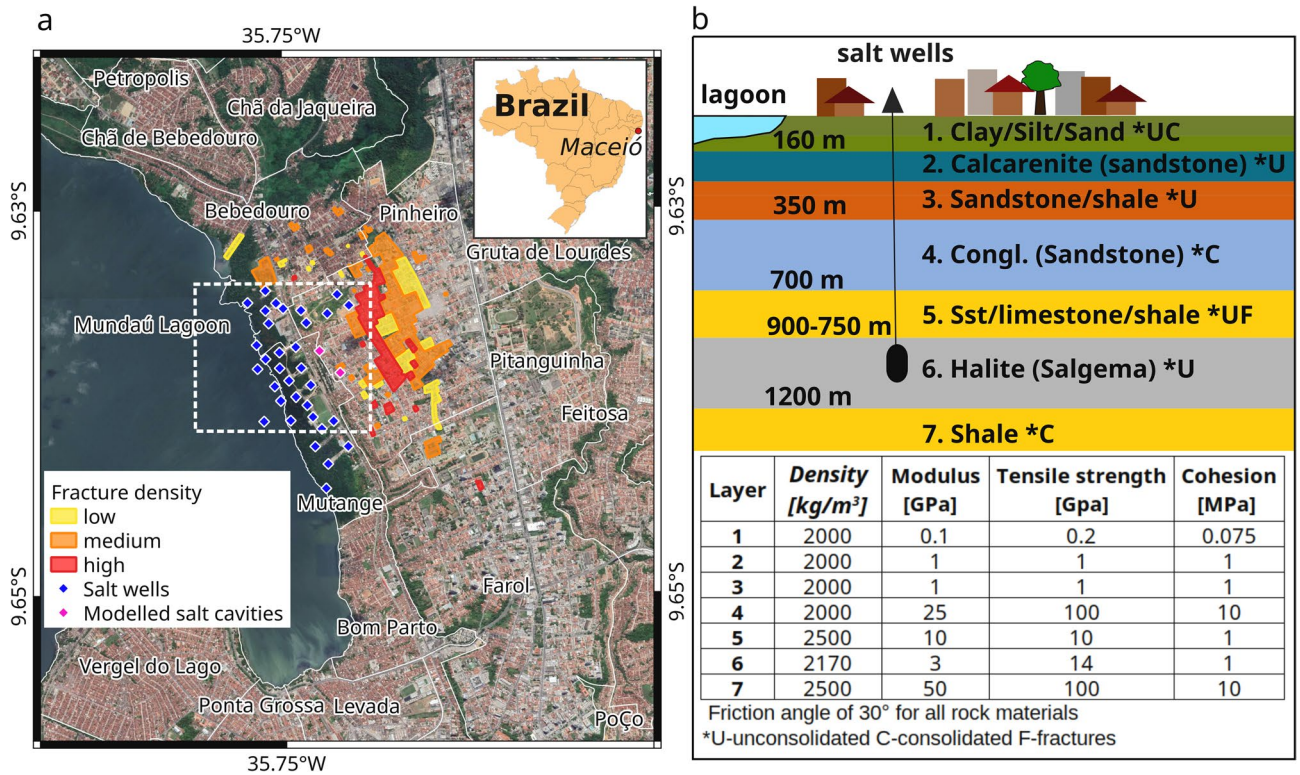 a
35.75°W
Petropolis
Chã da Jaqueira
Chã de Bebedouro
Brazil
Maceió
9.63°S
9.63°S
Bebedouro
Pinheiro
Gruta de Lourdes
Mundaú Lagoon
Pitanguinha
Feitosa
Fracture density
low
medium
high
Salt wells
Modelled salt cavities
Mutange
Farol
9.65°S
9.65°S
Bom Parto
Vergel do Lago
Ponta Grossa
Levada
PoÇo
35.75°W
b
salt wells
lagoon
160 m
1. Clay/Silt/Sand *UC
2. Calcarenite (sandstone) *U
350 m
3. Sandstone/shale *U
4. Congl. (Sandstone) *C
700 m
5. Sst/limestone/shale *UF
900-750 m
6. Halite (Salgema) *U
1200 m
7. Shale *C
Layer Density [kg/m³] Modulus [GPa] Tensile strength [Gpa] Cohesion [MPa]
1 2000 0.1 0.2 0.075
2 2000 1 1 1
3 2000 1 1 1
4 2000 25 100 10
5 2500 10 10 1
6 2170 3 14 1
7 2500 50 100 10
Friction angle of 30° for all rock materials
*U-unconsolidated C-consolidated F-fractures